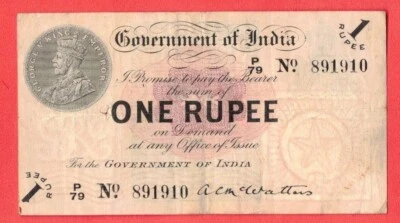 Government of India
1
RUPEE
P/79 Nº 891910
GEORGE V KING EMPEROR
I Promise to pay the Bearer
the sum of
ONE RUPEE
on Demand
at any Office of Issue
For the GOVERNMENT OF INDIA
1
RUPEE
P/79 Nº 891910
A.C. McWatters